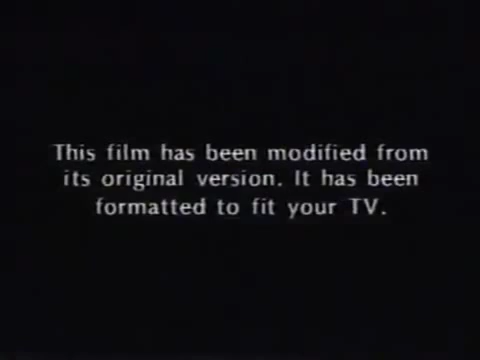 This film has been modified from
its original version. It has been
formatted to fit your TV.